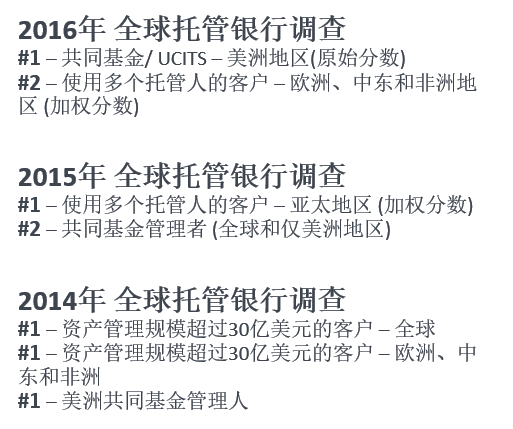 2016年 全球托管银行调查
#1 – 共同基金/ UCITS – 美洲地区(原始分数)
#2 – 使用多个托管人的客户 – 欧洲、中东和非洲地
区 (加权分数)
2015年 全球托管银行调查
#1 – 使用多个托管人的客户 – 亚太地区 (加权分数)
#2 – 共同基金管理者 (全球和仅美洲地区)
2014年 全球托管银行调查
#1 – 资产管理规模超过30亿美元的客户 – 全球
#1 – 资产管理规模超过30亿美元的客户 – 欧洲、中
东和非洲
#1 – 美洲共同基金管理人